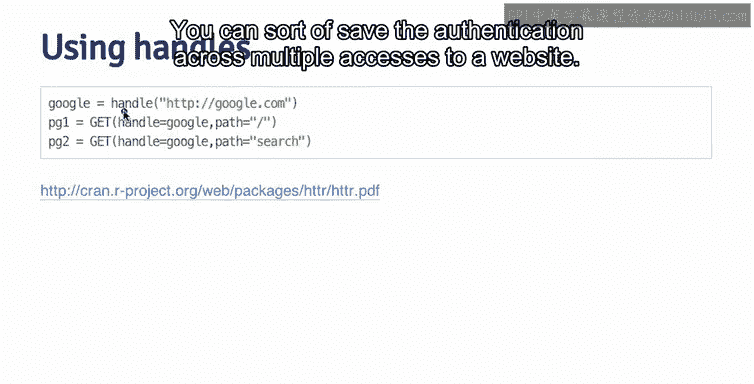 You can sort of save the authentication
across multiple accesses to a website.
Using handles
google = handle("http://google.com")
pg1 = GET(handle=google,path="/")
pg2 = GET(handle=google,path="search")
http://cran.r-project.org/web/packages/httr/httr.pdf